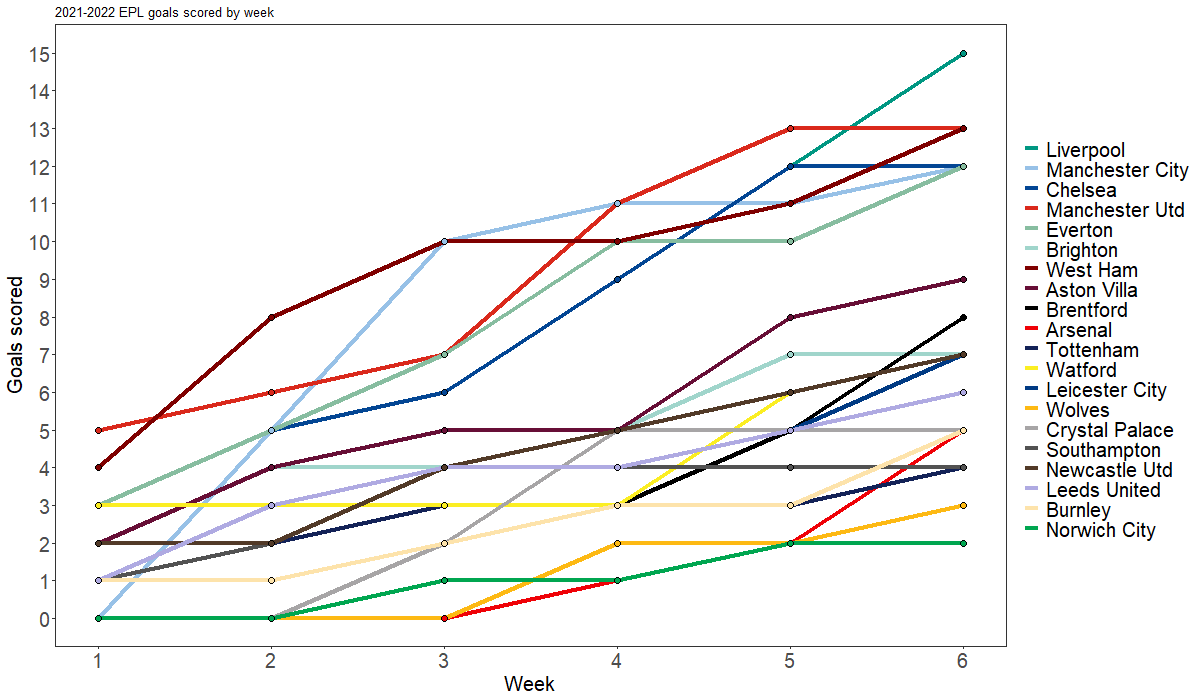 2021-2022 EPL goals scored by week
Goals scored
15
14
13
12
11
10
9
8
7
6
5
4
3
2
1
0
1 2 3 4 5 6
Week
Liverpool
Manchester City
Chelsea
Manchester Utd
Everton
Brighton
West Ham
Aston Villa
Brentford
Arsenal
Tottenham
Watford
Leicester City
Wolves
Crystal Palace
Southampton
Newcastle Utd
Leeds United
Burnley
Norwich City